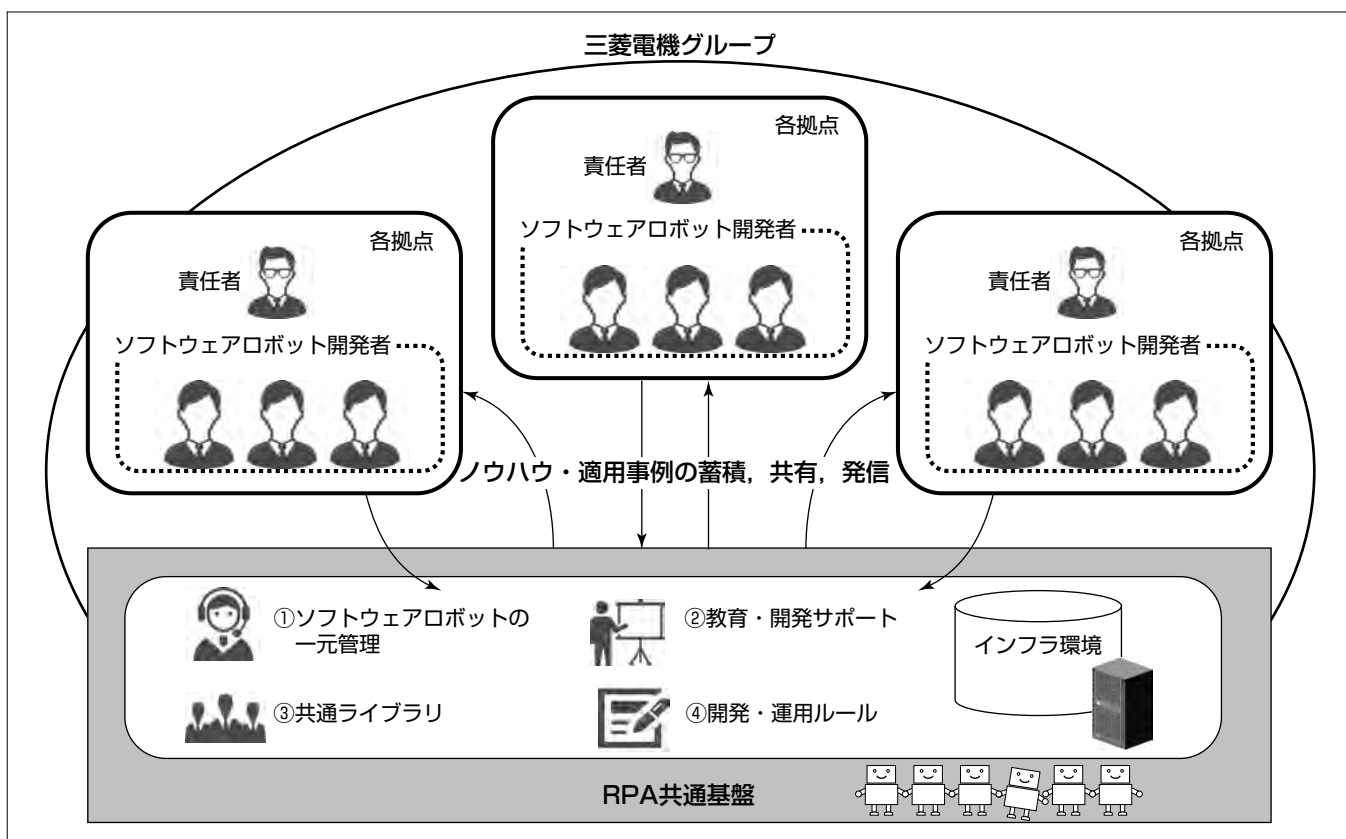 三菱電機グループ
各拠点
責任者
ソフトウェアロボット開発者
各拠点
責任者
ソフトウェアロボット開発者
各拠点
責任者
ソフトウェアロボット開発者
ノウハウ・適用事例の蓄積，共有，発信
①ソフトウェアロボットの
一元管理
②教育・開発サポート
③共通ライブラリ
④開発・運用ルール
インフラ環境
RPA共通基盤